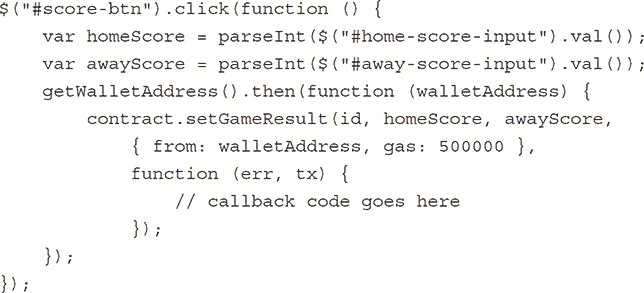 $("#score-btn").click(function () {
    var homeScore = parseInt($("#home-score-input").val());
    var awayScore = parseInt($("#away-score-input").val());
    getWalletAddress().then(function (walletAddress) {
        contract.setGameResult(id, homeScore, awayScore,
            { from: walletAddress, gas: 500000 },
            function (err, tx) {
                // callback code goes here
            });
    });
});